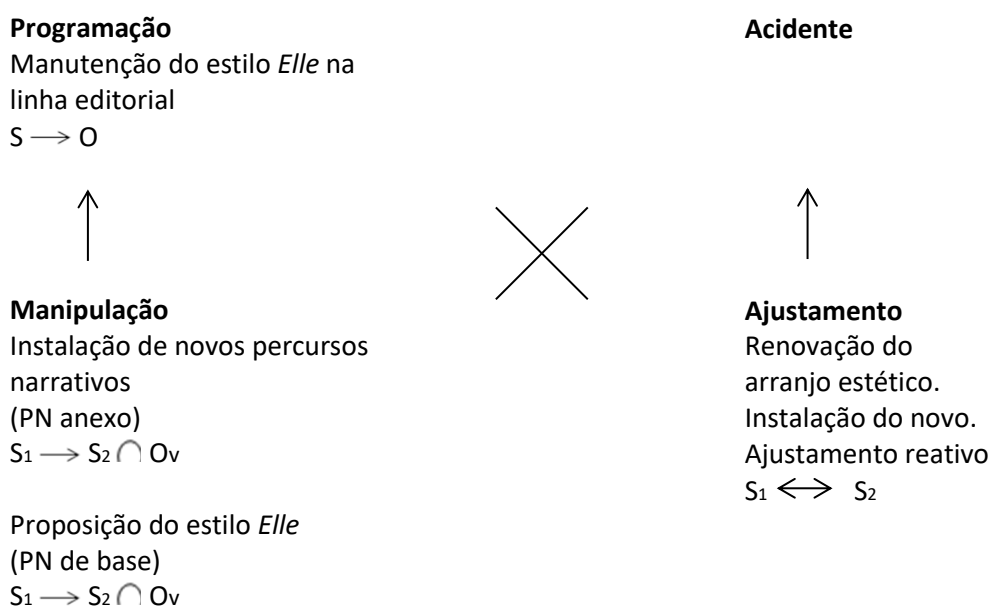 Programação
Manutenção do estilo Elle na
linha editorial
S → O
Acidente
Manipulação
Instalação de novos percursos
narrativos
(PN anexo)
S1 → S2 ∩ Ov
Proposição do estilo Elle
(PN de base)
S1 → S2 ∩ Ov
Ajustamento
Renovação do
arranjo estético.
Instalação do novo.
Ajustamento reativo
S1 ↔ S2